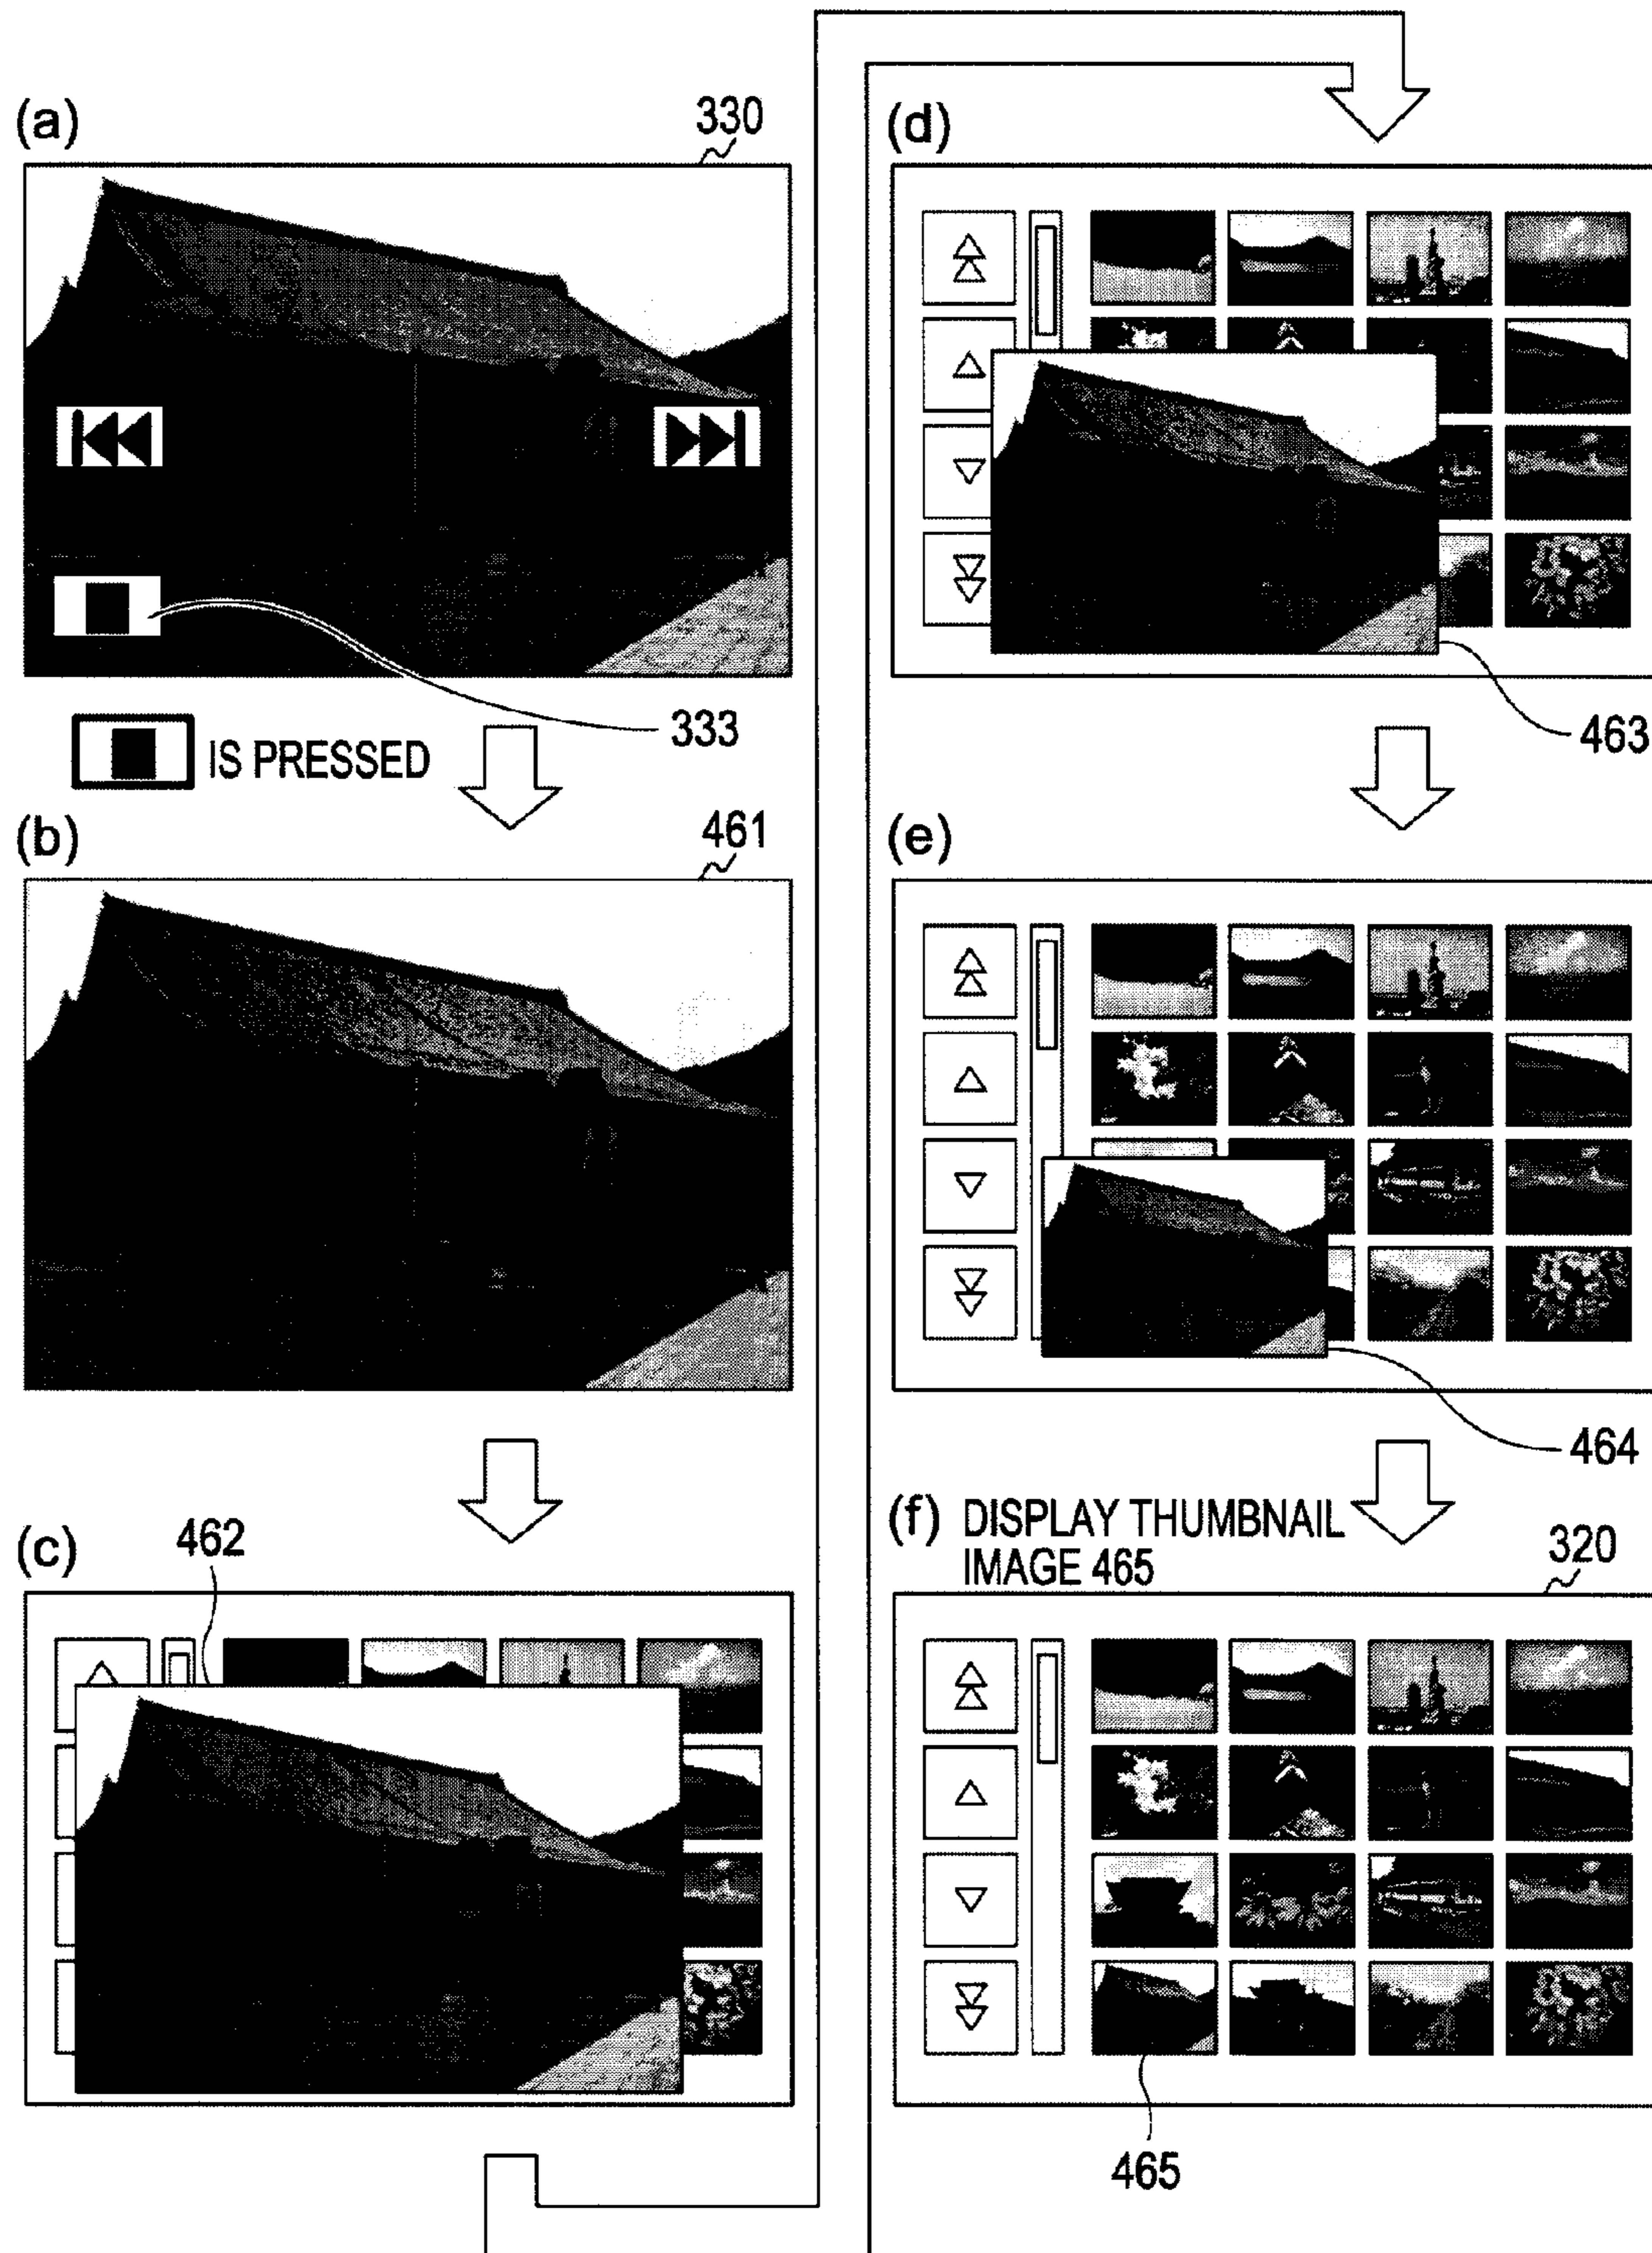 (a)
330
333
IS PRESSED
(b)
461
(c)
462
(d)
463
(e)
464
(f) DISPLAY THUMBNAIL
IMAGE 465
320
465